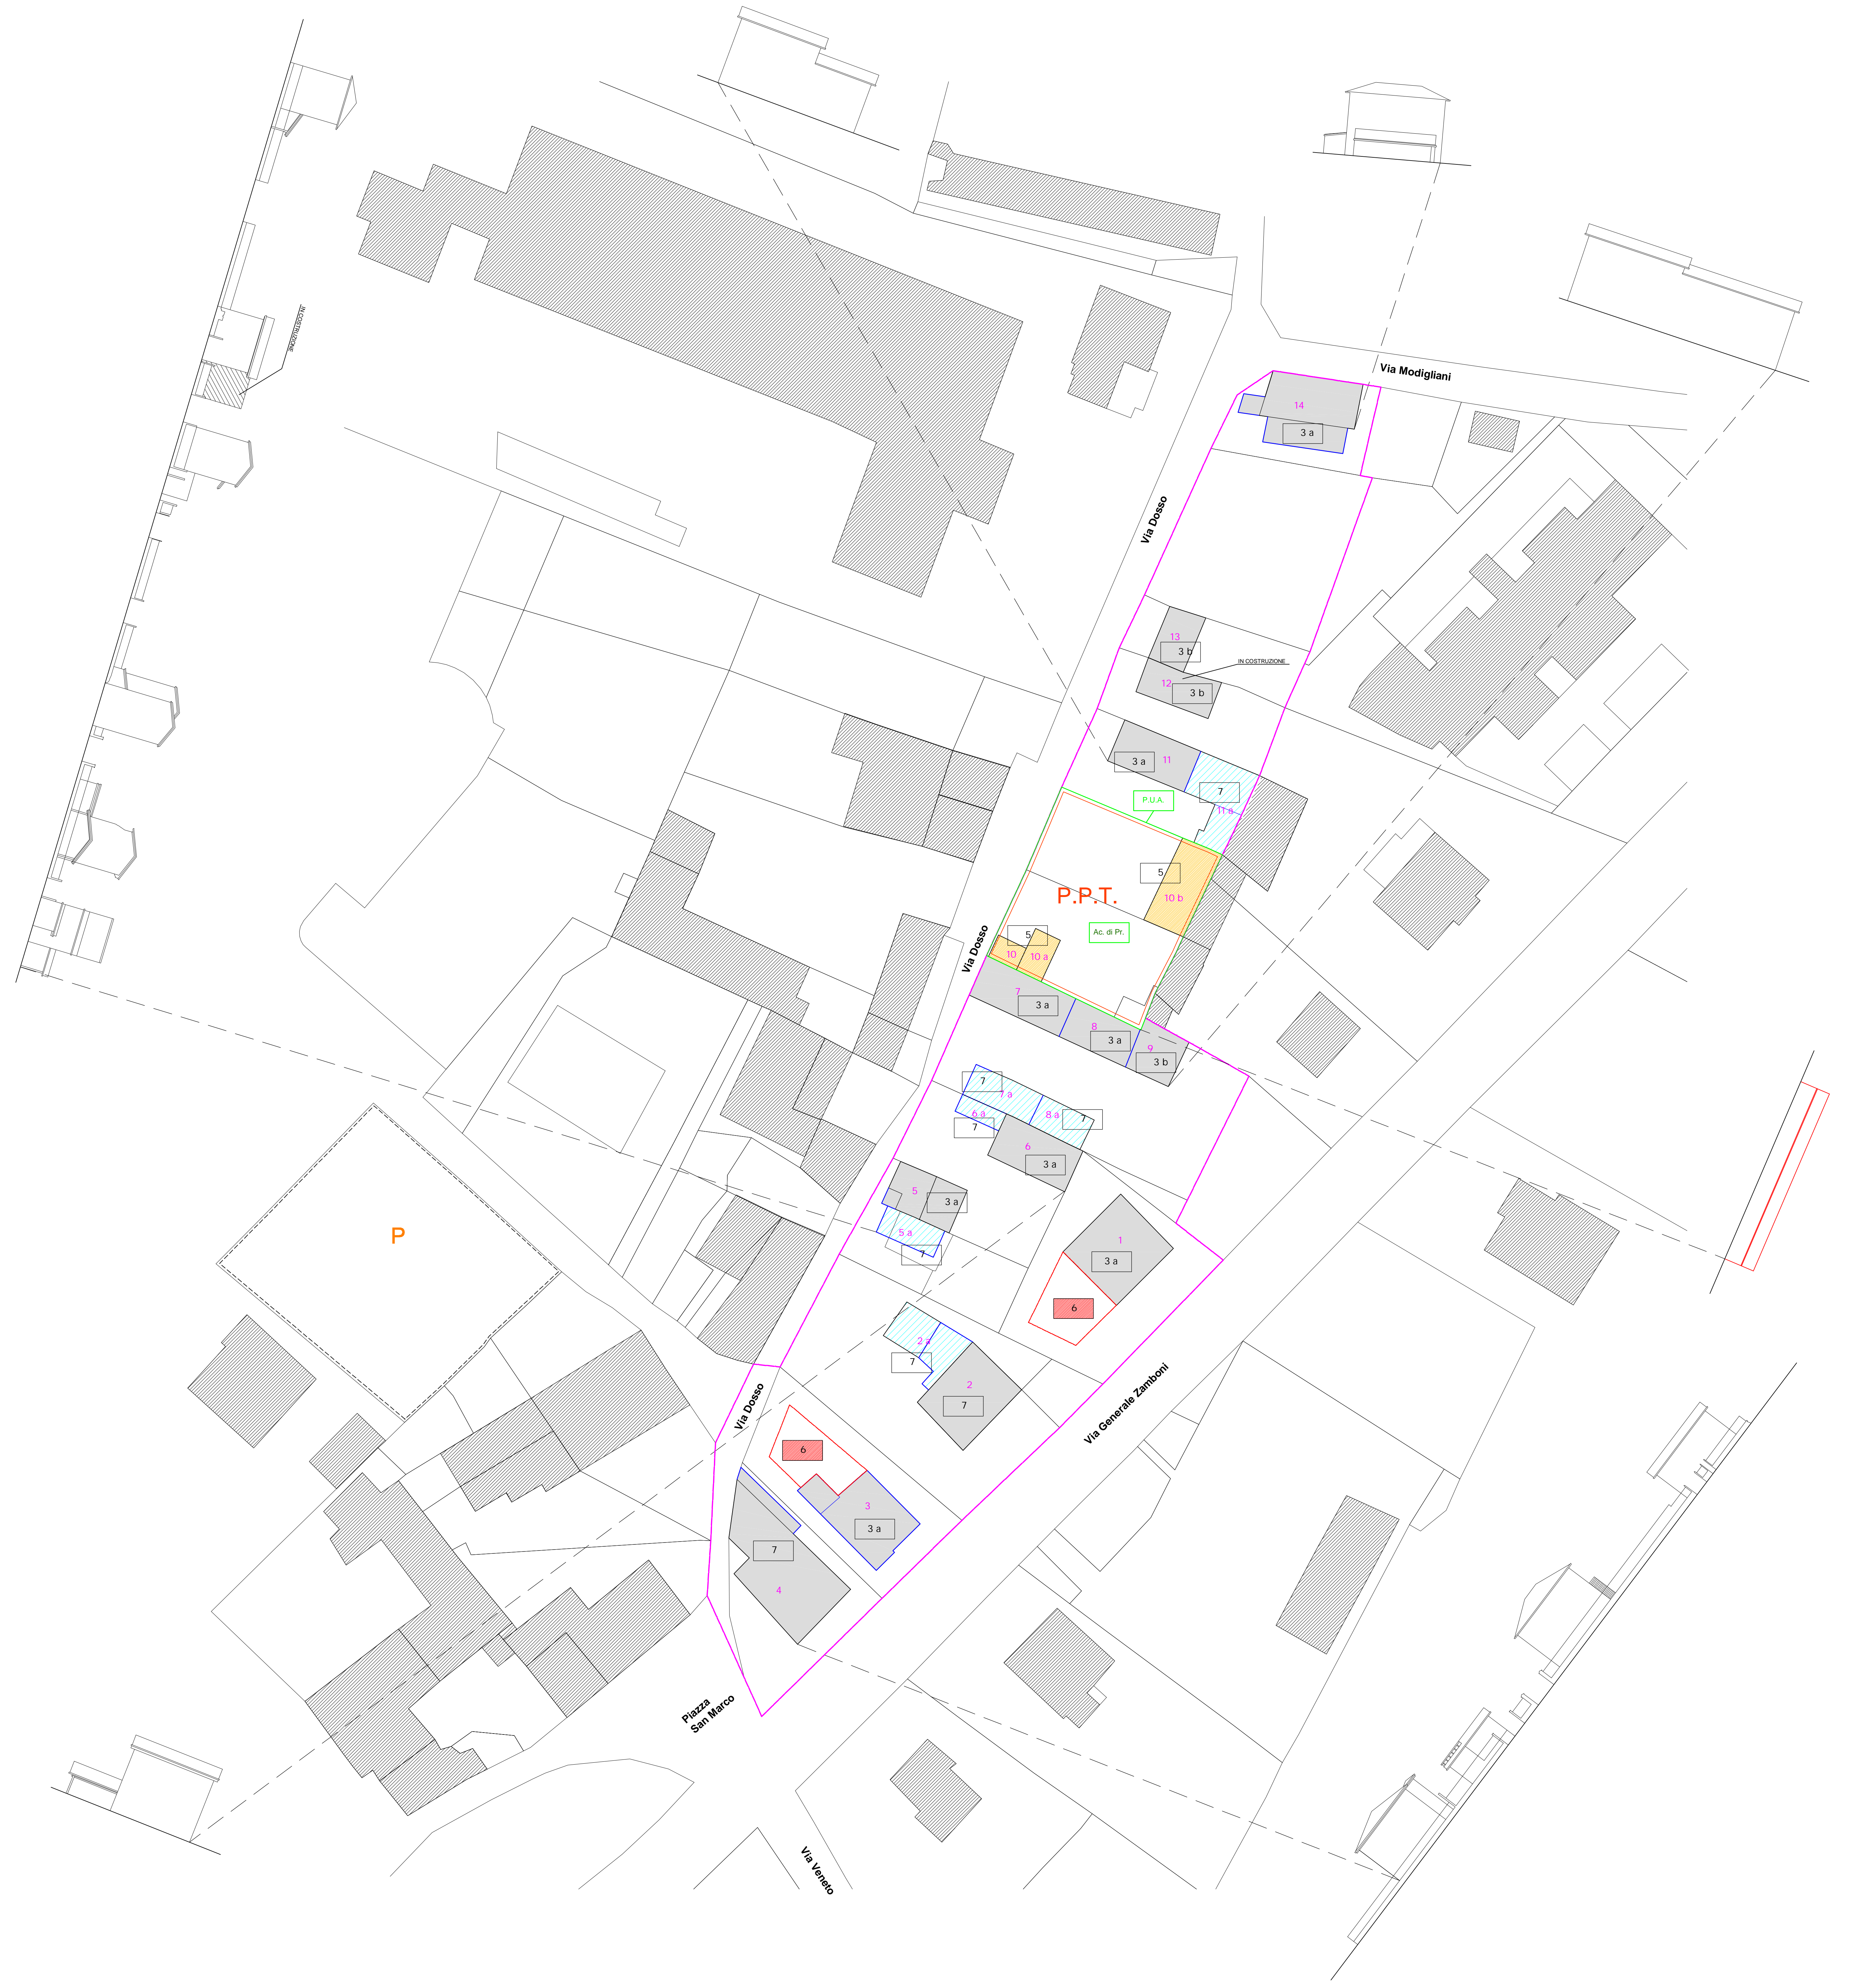 IN COSTRUZIONE
Via Modigliani
14
3 a
Via Dosso
13
3 b
IN COSTRUZIONE
12
3 b
11
3 a
7
11 a
P.U.A.
5
P.P.T.
10 b
Ac. di Pr.
5
10
10 a
Via Dosso
7
3 a
8
3 a
9
3 b
7
7 a
6 a
8 a
7
7
6
3 a
5
3 a
5 a
7
1
3 a
P
6
2 a
7
2
7
Via Dosso
Via Generale Zamboni
6
3
3 a
7
4
Piazza
San Marco
Via Veneto